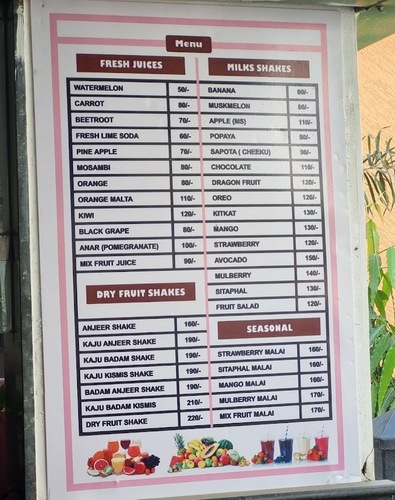 Menu
FRESH JUICES
WATERMELON 50/-
CARROT 80/-
BEETROOT 70/-
FRESH LIME SODA 60/-
PINE APPLE 70/-
MOSAMBI 80/-
ORANGE 80/-
ORANGE MALTA 110/-
KIWI 120/-
BLACK GRAPE 80/-
ANAR (POMEGRANATE) 100/-
MIX FRUIT JUICE 90/-
DRY FRUIT SHAKES
ANJEER SHAKE 160/-
KAJU ANJEER SHAKE 190/-
KAJU BADAM SHAKE 190/-
KAJU KISMIS SHAKE 190/-
BADAM ANJEER SHAKE 190/-
KAJU BADAM KISMIS 210/-
DRY FRUIT SHAKE 220/-
MILKS SHAKES
BANANA 80/-
MUSKMELON 80/-
APPLE (MS) 110/-
POPAYA 80/-
SAPOTA ( CHEEKU) 90/-
CHOCOLATE 110/-
DRAGON FRUIT 120/-
OREO 120/-
KITKAT 130/-
MANGO 130/-
STRAWBERRY 120/-
AVOCADO 150/-
MULBERRY 140/-
SITAPHAL 130/-
FRUIT SALAD 120/-
SEASONAL
STRAWBERRY MALAI 160/-
SITAPHAL MALAI 160/-
MANGO MALAI 160/-
MULBERRY MALAI 170/-
MIX FRUIT MALAI 170/-